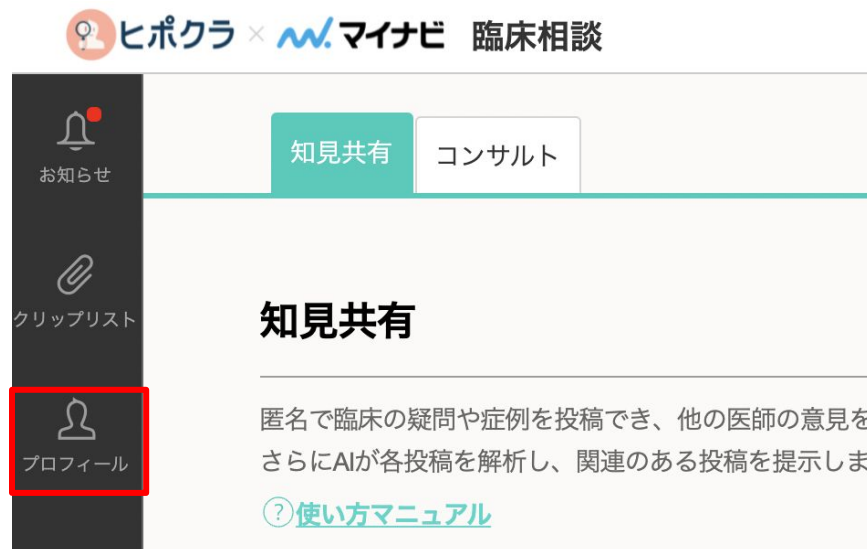 ヒポクラ × マイナビ 臨床相談
お知らせ
知見共有
コンサルト
クリップリスト
知見共有
プロフィール
匿名で臨床の疑問や症例を投稿でき、他の医師の意見を
さらにAIが各投稿を解析し、関連のある投稿を提示しま
?使い方マニュアル